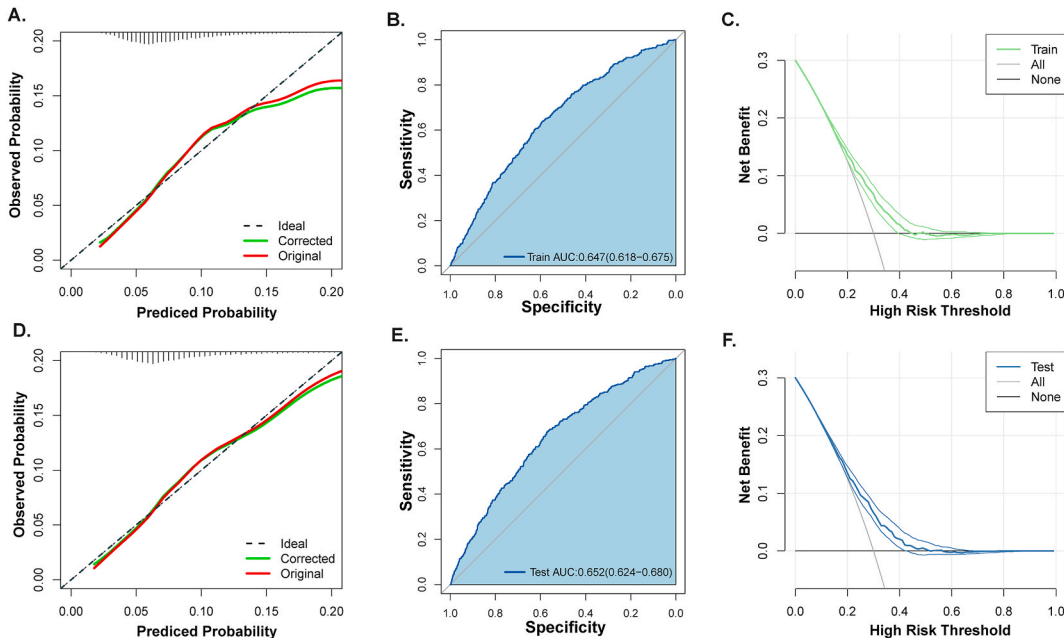 A.
Observed Probability
0.20
0.15
0.10
0.05
0.00
Ideal
Corrected
Original
0.00 0.05 0.10 0.15 0.20
Prediced Probability
B.
Sensitivity
1.0
0.8
0.6
0.4
0.2
0.0
Train AUC:0.647(0.618−0.675)
1.0 0.8 0.6 0.4 0.2 0.0
Specificity
C.
Net Benefit
0.3
0.2
0.1
0.0
Train
All
None
0.0 0.2 0.4 0.6 0.8 1.0
High Risk Threshold
D.
Observed Probability
0.20
0.15
0.10
0.05
0.00
Ideal
Corrected
Original
0.00 0.05 0.10 0.15 0.20
Prediced Probability
E.
Sensitivity
1.0
0.8
0.6
0.4
0.2
0.0
Test AUC:0.652(0.624−0.680)
1.0 0.8 0.6 0.4 0.2 0.0
Specificity
F.
Net Benefit
0.3
0.2
0.1
0.0
Test
All
None
0.0 0.2 0.4 0.6 0.8 1.0
High Risk Threshold